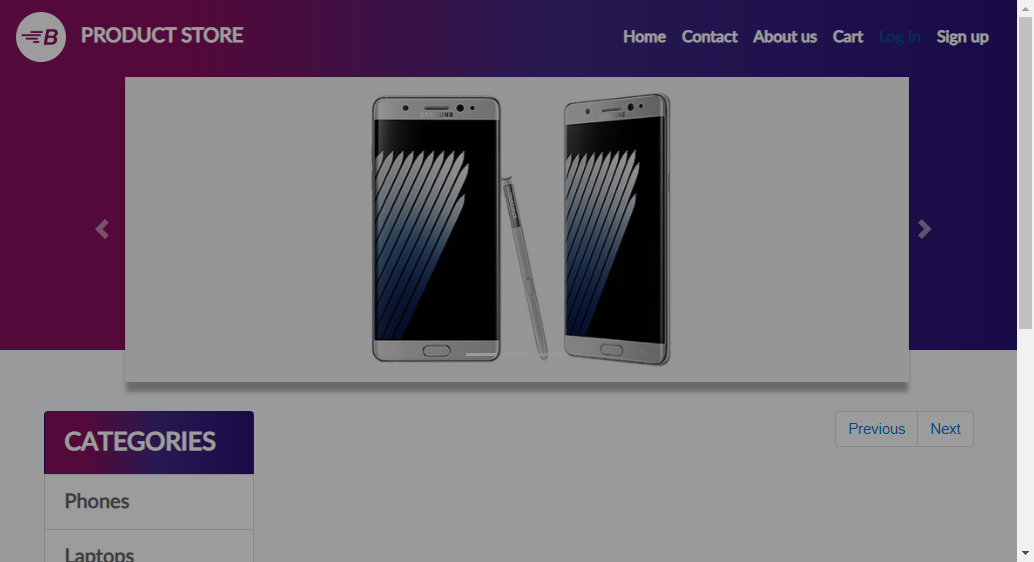 B PRODUCT STORE
Home Contact About us Cart Log in Sign up
SAMSUNG SAMSUNG
CATEGORIES
Previous Next
Phones
Laptops